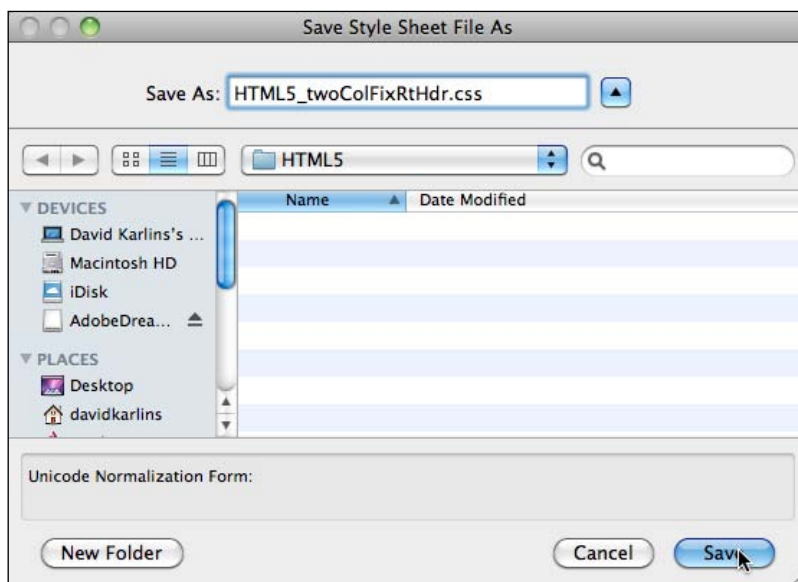 Save Style Sheet File As
Save As: HTML5_twoColFixRtHdr.css
HTML5
Name Date Modified
DEVICES
David Karlins's ...
Macintosh HD
iDisk
AdobeDrea...
PLACES
Desktop
davidkarlins
Unicode Normalization Form:
New Folder Cancel Save